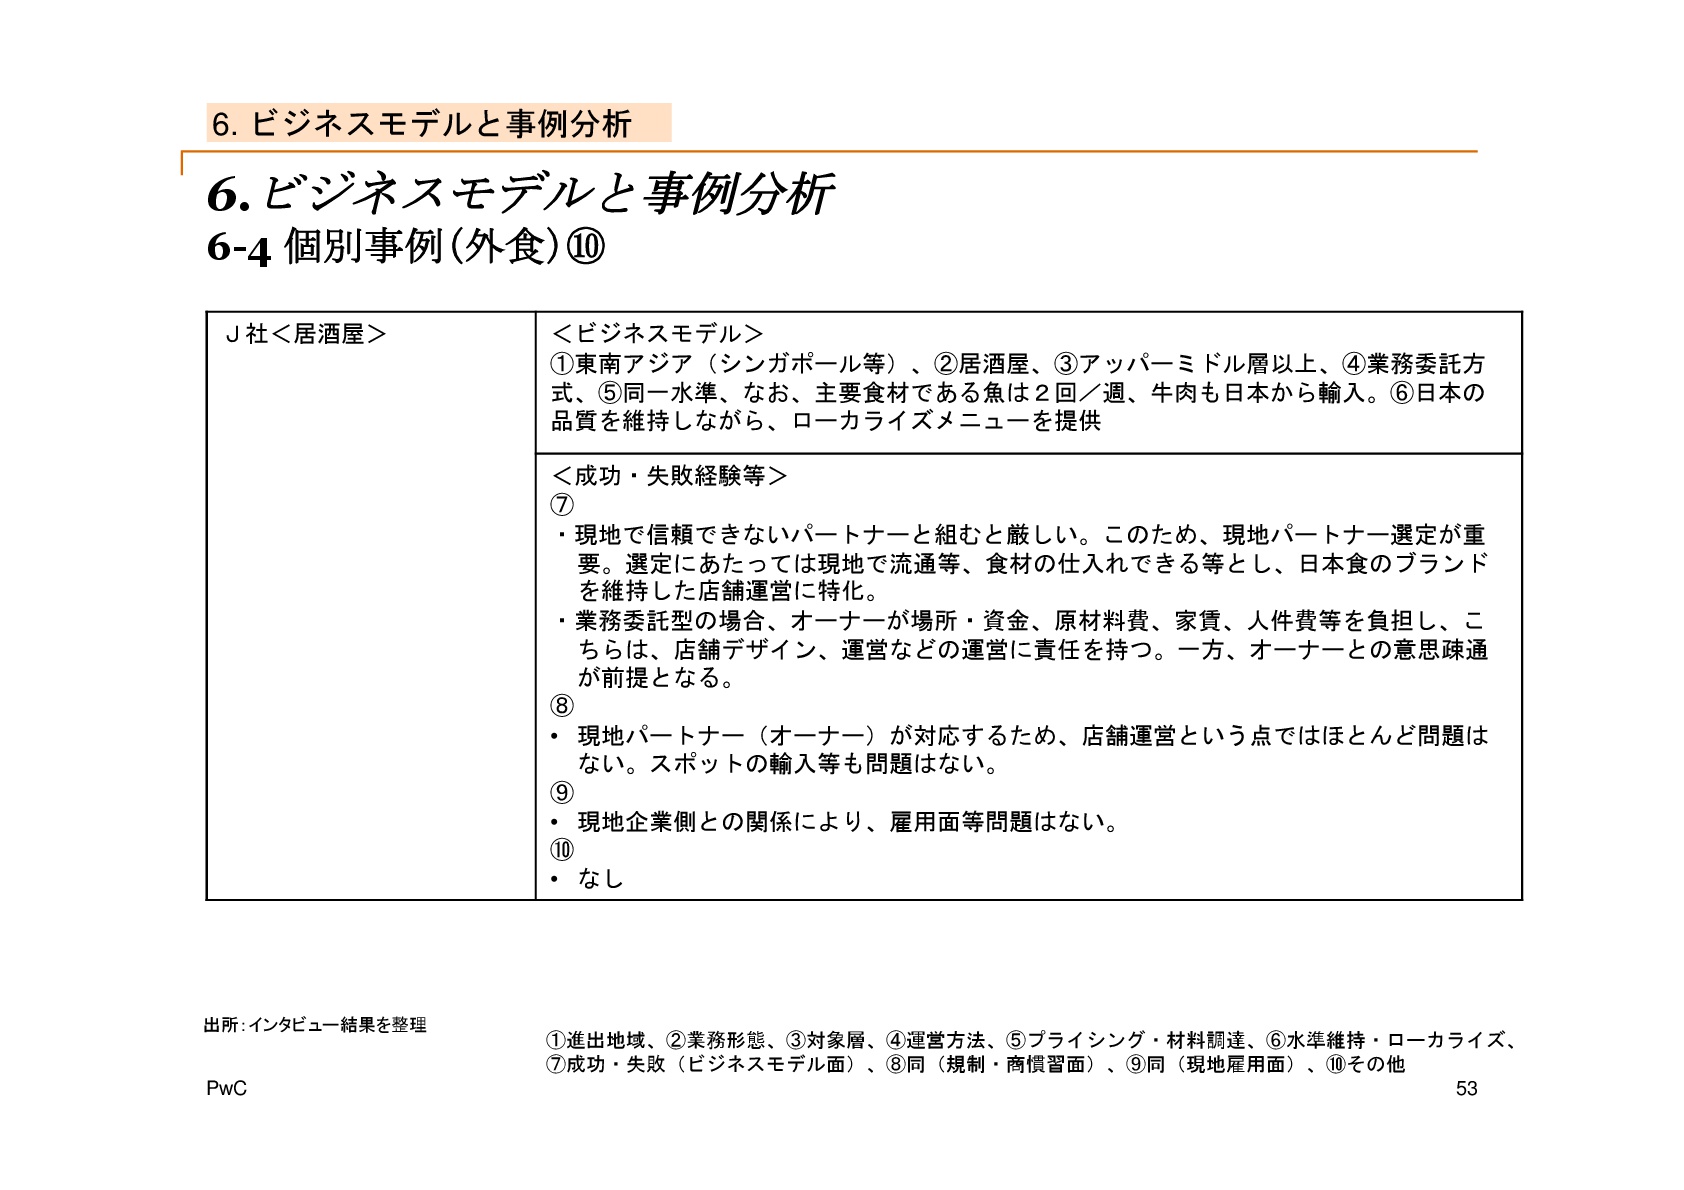 6. ビジネスモデルと事例分析
6. ビジネスモデルと事例分析
6-4 個別事例(外食)⑩
J社＜居酒屋＞
＜ビジネスモデル＞
①東南アジア（シンガポール等）、②居酒屋、③アッパーミドル層以上、④業務委託方
式、⑤同一水準、なお、主要食材である魚は２回／週、牛肉も日本から輸入。⑥日本の
品質を維持しながら、ローカライズメニューを提供
＜成功・失敗経験等＞
⑦
・現地で信頼できないパートナーと組むと厳しい。このため、現地パートナー選定が重
要。選定にあたっては現地で流通等、食材の仕入れできる等とし、日本食のブランド
を維持した店舗運営に特化。
・業務委託型の場合、オーナーが場所・資金、原材料費、家賃、人件費等を負担し、こ
ちらは、店舗デザイン、運営などの運営に責任を持つ。一方、オーナーとの意思疎通
が前提となる。
⑧
• 現地パートナー（オーナー）が対応するため、店舗運営という点ではほとんど問題は
ない。スポットの輸入等も問題はない。
⑨
• 現地企業側との関係により、雇用面等問題はない。
⑩
• なし
出所:インタビュー結果を整理
①進出地域、②業務形態、③対象層、④運営方法、⑤プライシング・材料調達、⑥水準維持・ローカライズ、
⑦成功・失敗（ビジネスモデル面）、⑧同（規制・商慣習面）、⑨同（現地雇用面）、⑩その他
PwC
53